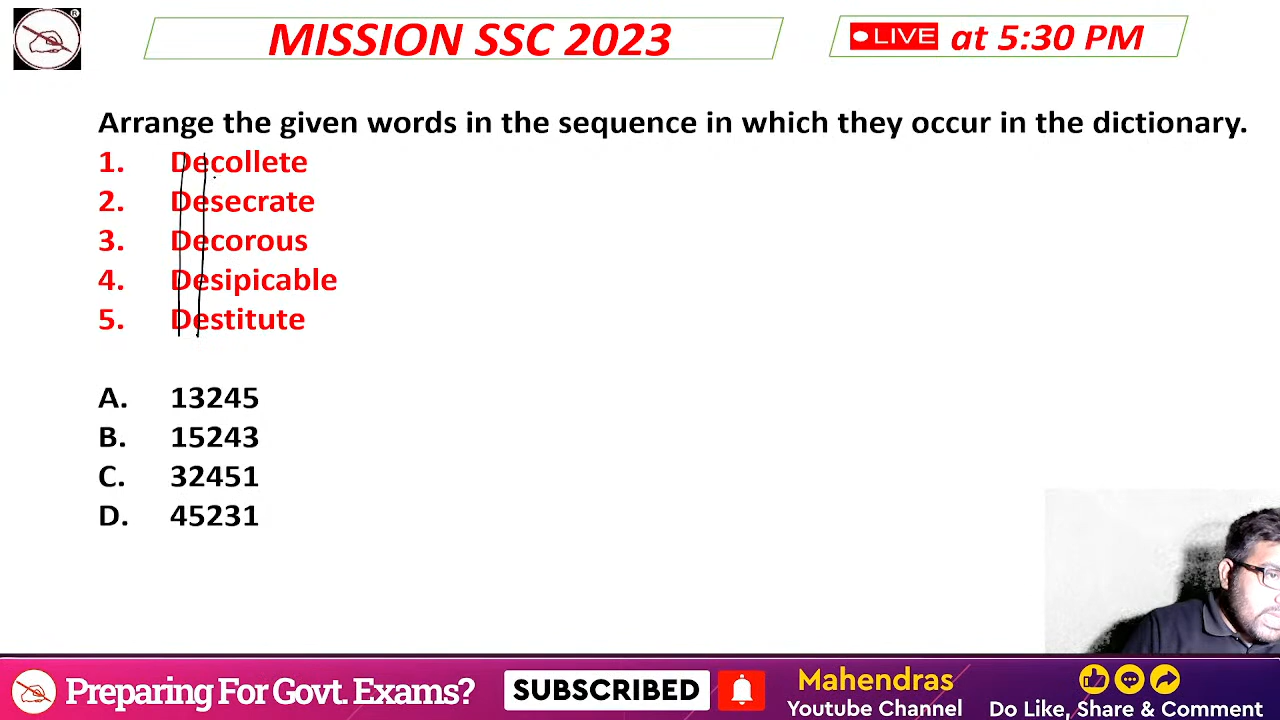 MISSION SSC 2023
LIVE at 5:30 PM
Arrange the given words in the sequence in which they occur in the dictionary.
1. Decollete
2. Desecrate
3. Decorous
4. Desipicable
5. Destitute
A. 13245
B. 15243
C. 32451
D. 45231
Preparing For Govt. Exams?
SUBSCRIBED
Mahendras
Youtube Channel
Do Like, Share & Comment
®